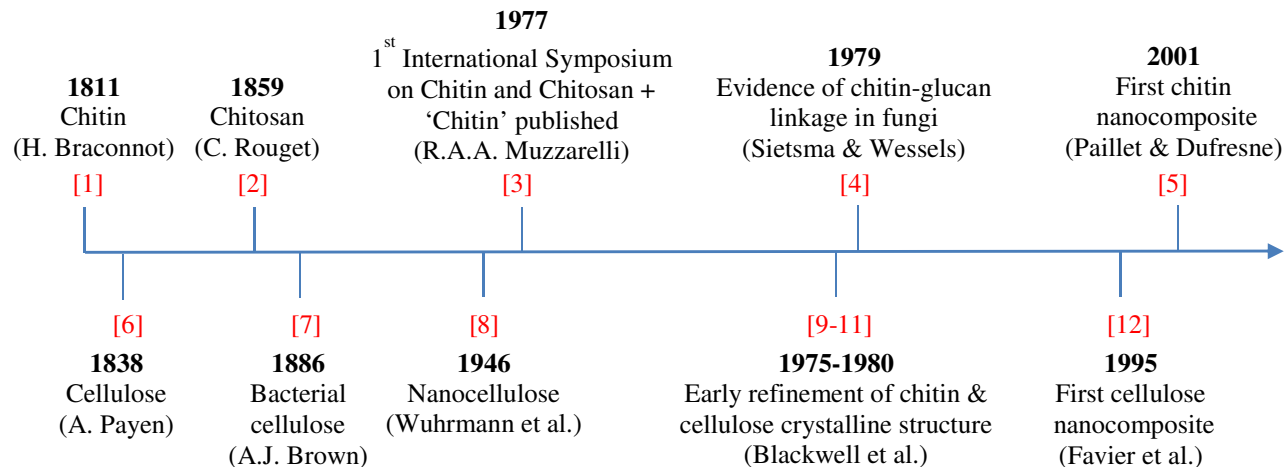 1811
Chitin
(H. Braconnot)
[1]
1859
Chitosan
(C. Rouget)
[2]
1977
1st International Symposium
on Chitin and Chitosan +
‘Chitin’ published
(R.A.A. Muzzarelli)
[3]
1979
Evidence of chitin-glucan
linkage in fungi
(Sietsma & Wessels)
[4]
2001
First chitin
nanocomposite
(Paillet & Dufresne)
[5]
[6]
1838
Cellulose
(A. Payen)
[7]
1886
Bacterial
cellulose
(A.J. Brown)
[8]
1946
Nanocellulose
(Wuhrmann et al.)
[9-11]
1975-1980
Early refinement of chitin &
cellulose crystalline structure
(Blackwell et al.)
[12]
1995
First cellulose
nanocomposite
(Favier et al.)